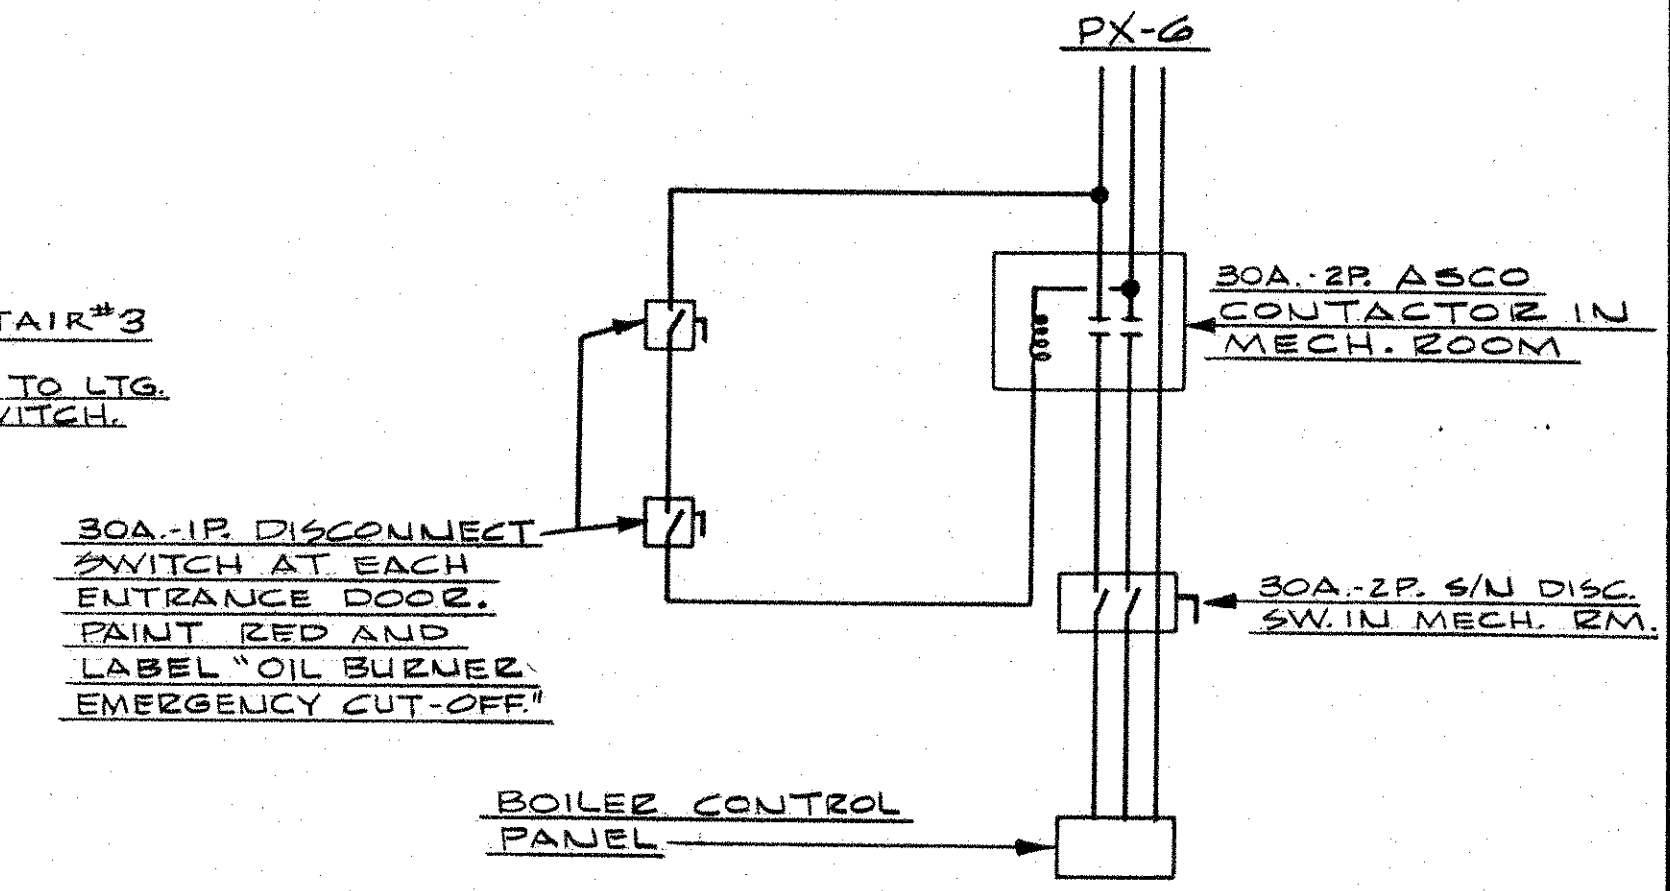 PX-6
TAIR #3
TO LTG.
WITCH.
30A.-2P. ASCO
CONTACTOR IN
MECH. ROOM
30A.-1P. DISCONNECT
SWITCH AT EACH
ENTRANCE DOOR.
PAINT RED AND
LABEL "OIL BURNER
EMERGENCY CUT-OFF."
30A.-2P. S/N DISC.
SW. IN MECH. RM.
BOILER CONTROL
PANEL